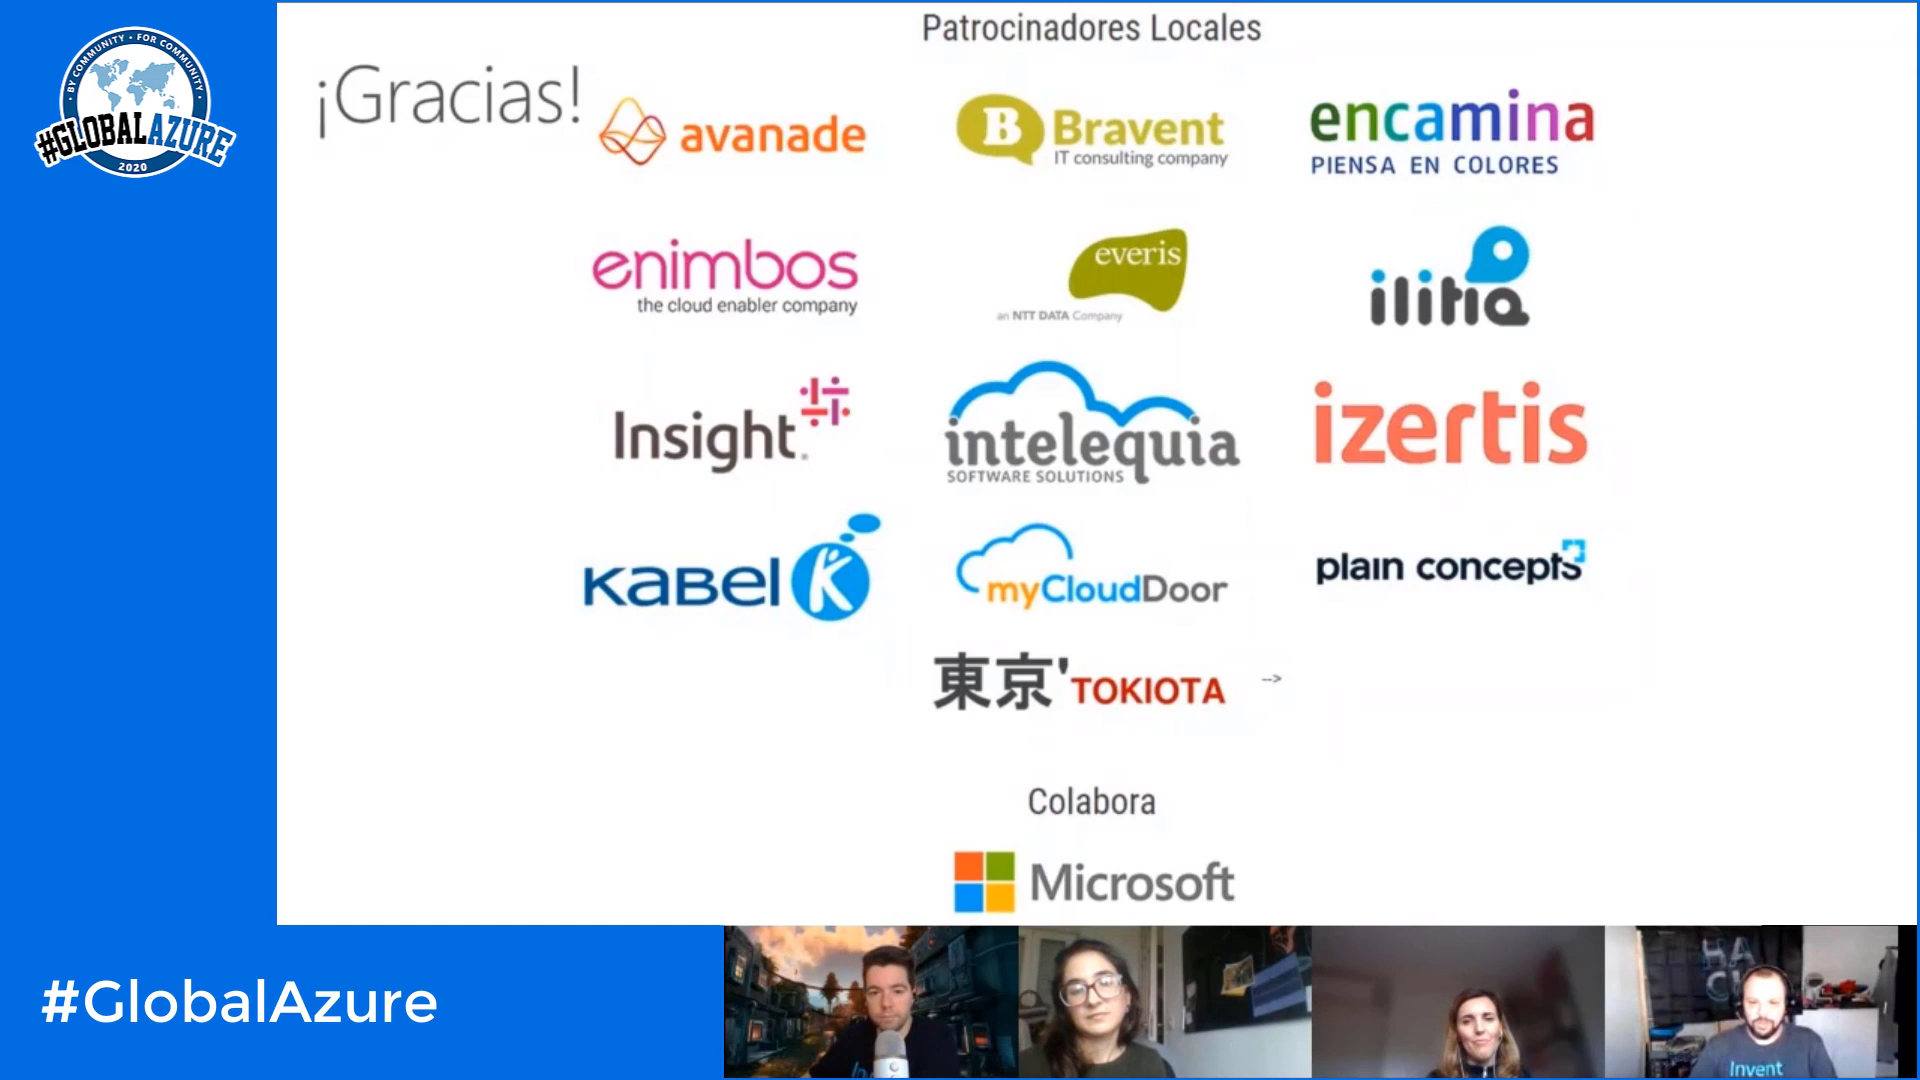 BY COMMUNITY • FOR COMMUNITY
#GLOBALAZURE
2020
Patrocinadores Locales
¡Gracias!
avanade
B Bravent
IT consulting company
encamina
PIENSA EN COLORES
enimbos
the cloud enabler company
everis
an NTT DATA Company
ilitia
Insight
intelequia
SOFTWARE SOLUTIONS
izertis
KABEL K
myCloudDoor
plain concepts
東京'TOKIOTA
-->
Colabora
Microsoft
#GlobalAzure
Invent